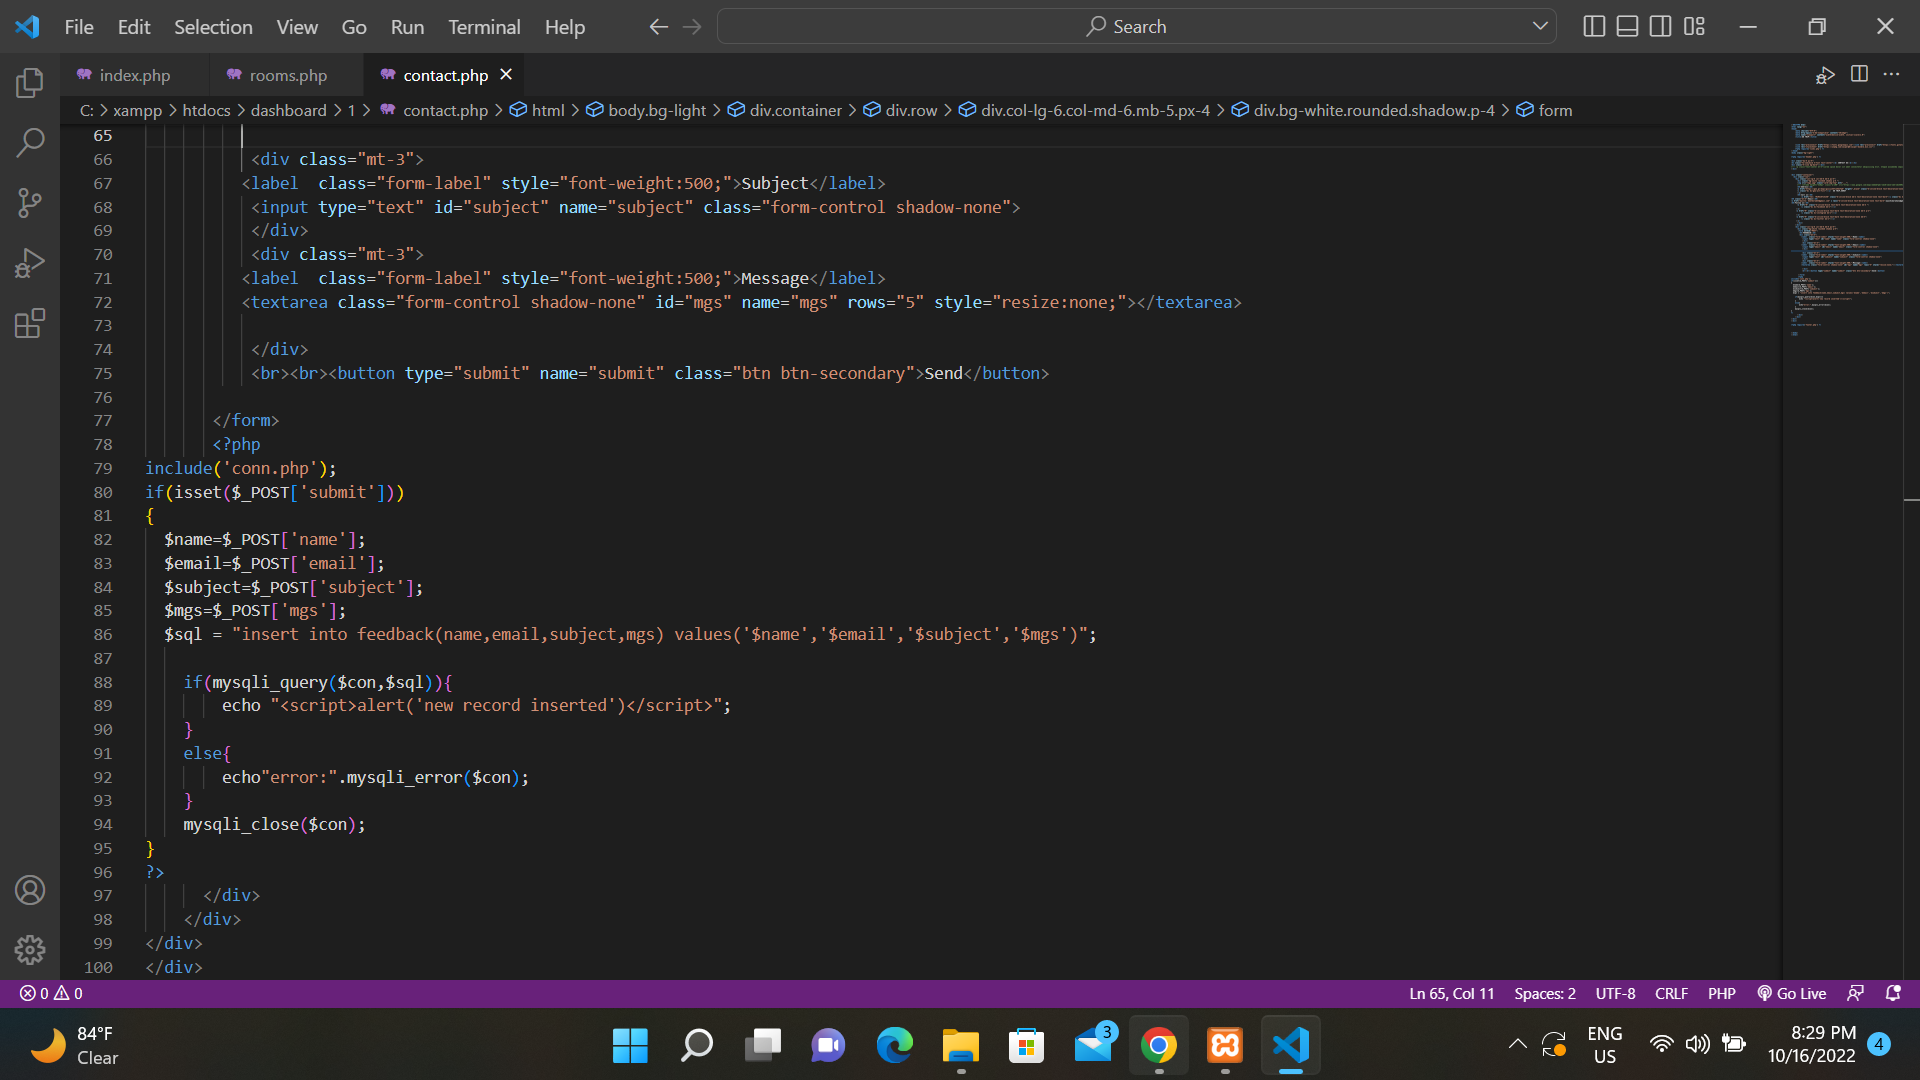 File Edit Selection View Go Run Terminal Help
Search
index.php
rooms.php
contact.php
C: > xampp > htdocs > dashboard > 1 > contact.php > html > body.bg-light > div.container > div.row > div.col-lg-6.col-md-6.mb-5.px-4 > div.bg-white.rounded.shadow.p-4 > form
65
66 <div class="mt-3">
67 <label  class="form-label" style="font-weight:500;">Subject</label>
68 <input type="text" id="subject" name="subject" class="form-control shadow-none">
69 </div>
70 <div class="mt-3">
71 <label  class="form-label" style="font-weight:500;">Message</label>
72 <textarea class="form-control shadow-none" id="mgs" name="mgs" rows="5" style="resize:none;"></textarea>
73
74 </div>
75 <br><br><button type="submit" name="submit" class="btn btn-secondary">Send</button>
76
77 </form>
78 <?php
79 include('conn.php');
80 if(isset($_POST['submit']))
81 {
82 $name=$_POST['name'];
83 $email=$_POST['email'];
84 $subject=$_POST['subject'];
85 $mgs=$_POST['mgs'];
86 $sql = "insert into feedback(name,email,subject,mgs) values('$name','$email','$subject','$mgs')";
87
88 if(mysqli_query($con,$sql)){
89 echo "<script>alert('new record inserted')</script>";
90 }
91 else{
92 echo"error:".mysqli_error($con);
93 }
94 mysqli_close($con);
95 }
96 ?>
97 </div>
98 </div>
99 </div>
100 </div>
0 0
Ln 65, Col 11
Spaces: 2
UTF-8
CRLF
PHP
Go Live
84°F
Clear
3
ENG
US
8:29 PM
10/16/2022
4